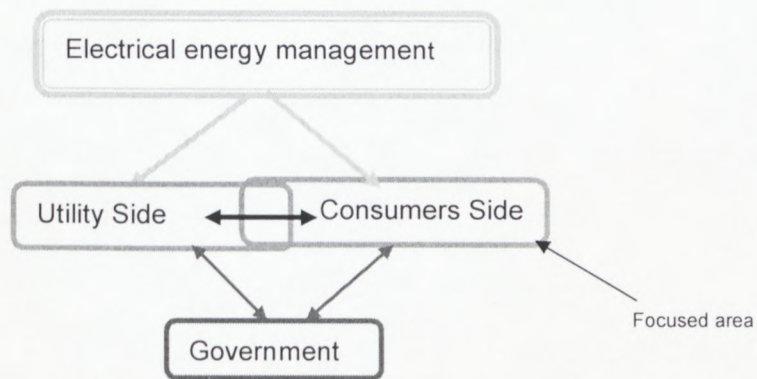 Electrical energy management
Utility Side
Consumers Side
Focused area
Government